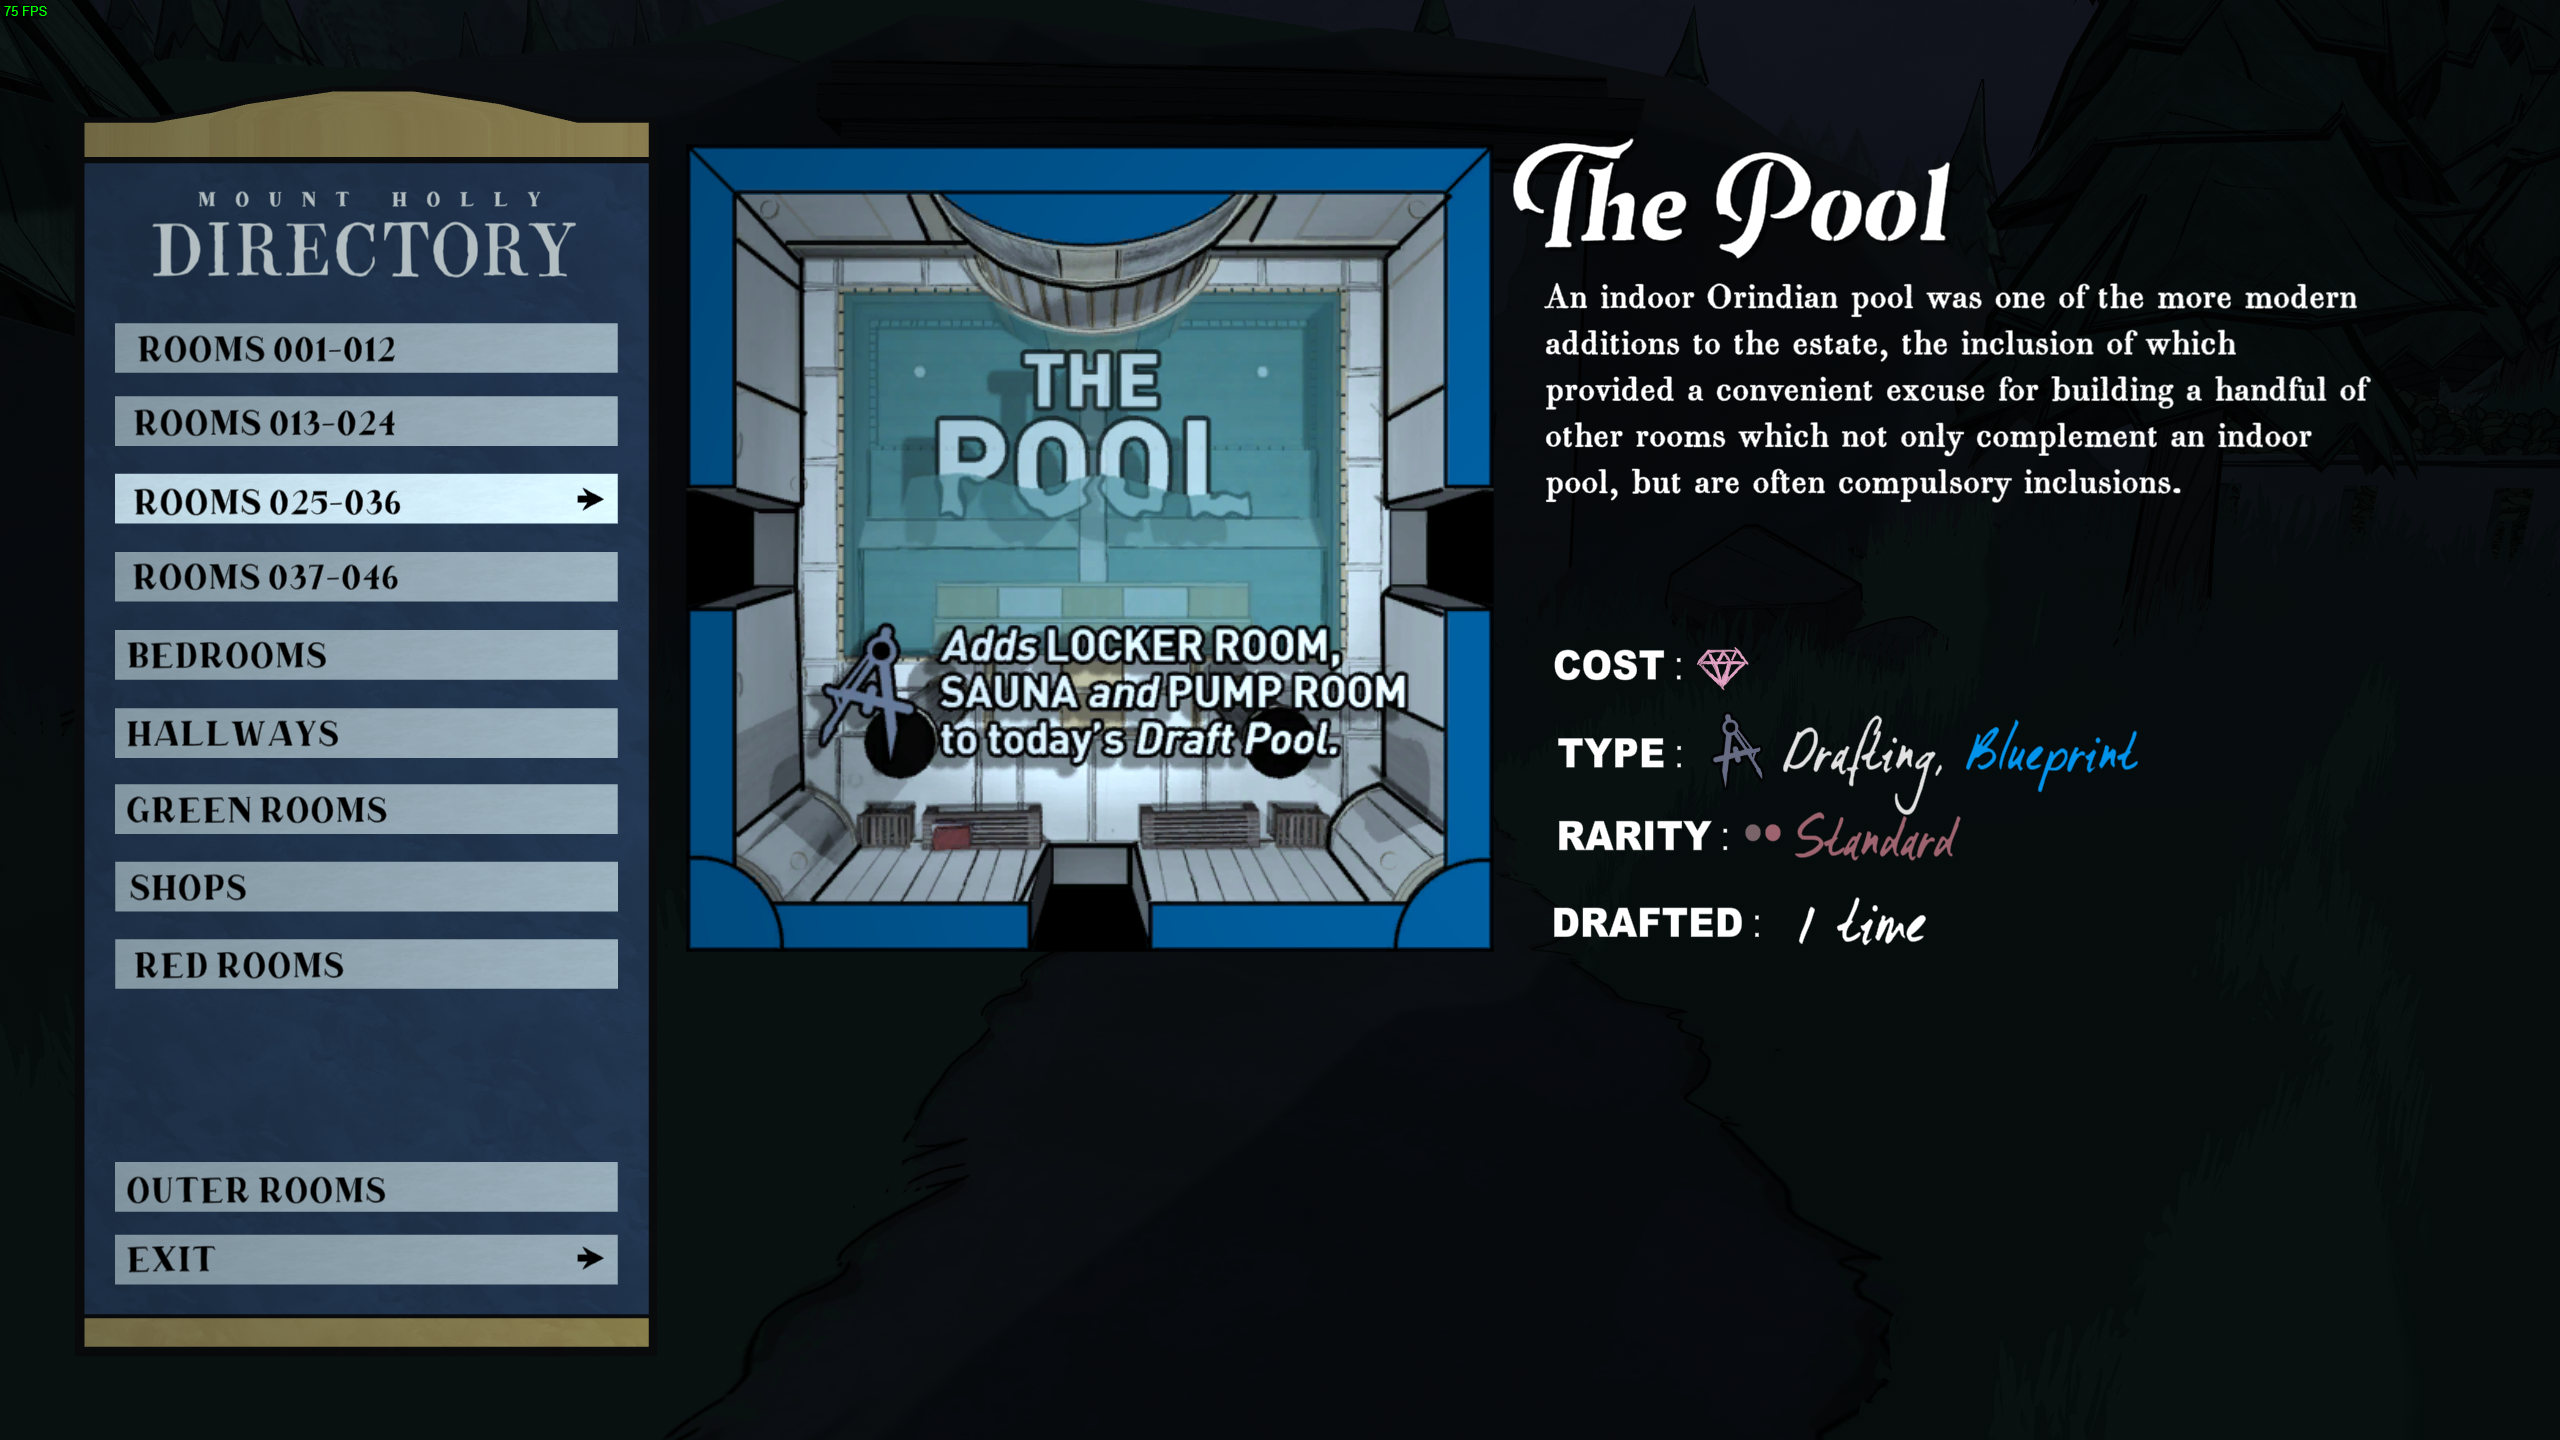 75 FPS
MOUNT HOLLY
DIRECTORY
ROOMS 001-012
ROOMS 013-024
ROOMS 025-036
ROOMS 037-046
BEDROOMS
HALLWAYS
GREEN ROOMS
SHOPS
RED ROOMS
OUTER ROOMS
EXIT
THE
POOL
Adds LOCKER ROOM,
SAUNA and PUMP ROOM
to today's Draft Pool.
The Pool
An indoor Orindian pool was one of the more modern
additions to the estate, the inclusion of which
provided a convenient excuse for building a handful of
other rooms which not only complement an indoor
pool, but are often compulsory inclusions.
COST :
TYPE : Drafting, Blueprint
RARITY : Standard
DRAFTED : 1 time